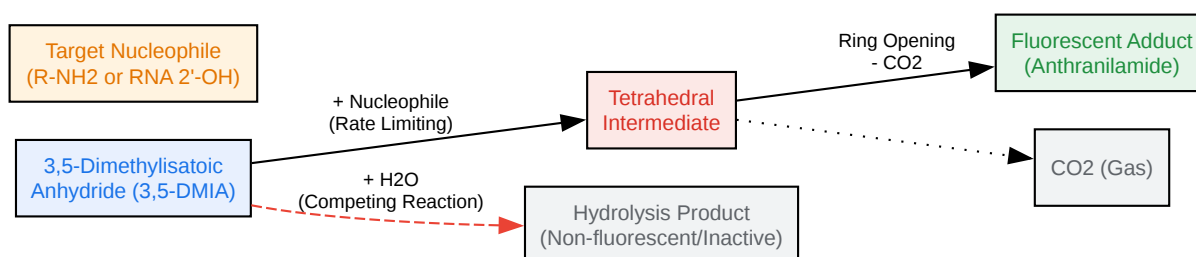 Target Nucleophile
(R-NH2 or RNA 2'-OH)
3,5-Dimethylisatoic
Anhydride (3,5-DMIA)
+ Nucleophile
(Rate Limiting)
+ H2O
(Competing Reaction)
Tetrahedral
Intermediate
Hydrolysis Product
(Non-fluorescent/Inactive)
Ring Opening
- CO2
Fluorescent Adduct
(Anthranilamide)
CO2 (Gas)